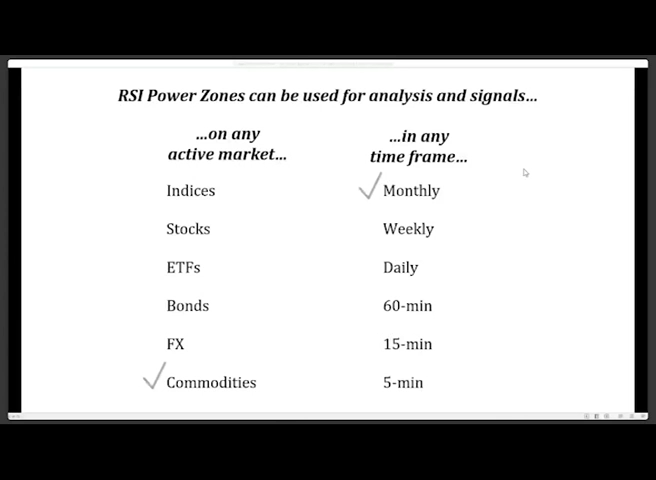 RSI Power Zones can be used for analysis and signals...
...on any
active market...
Indices
Stocks
ETFs
Bonds
FX
Commodities
...in any
time frame...
Monthly
Weekly
Daily
60-min
15-min
5-min